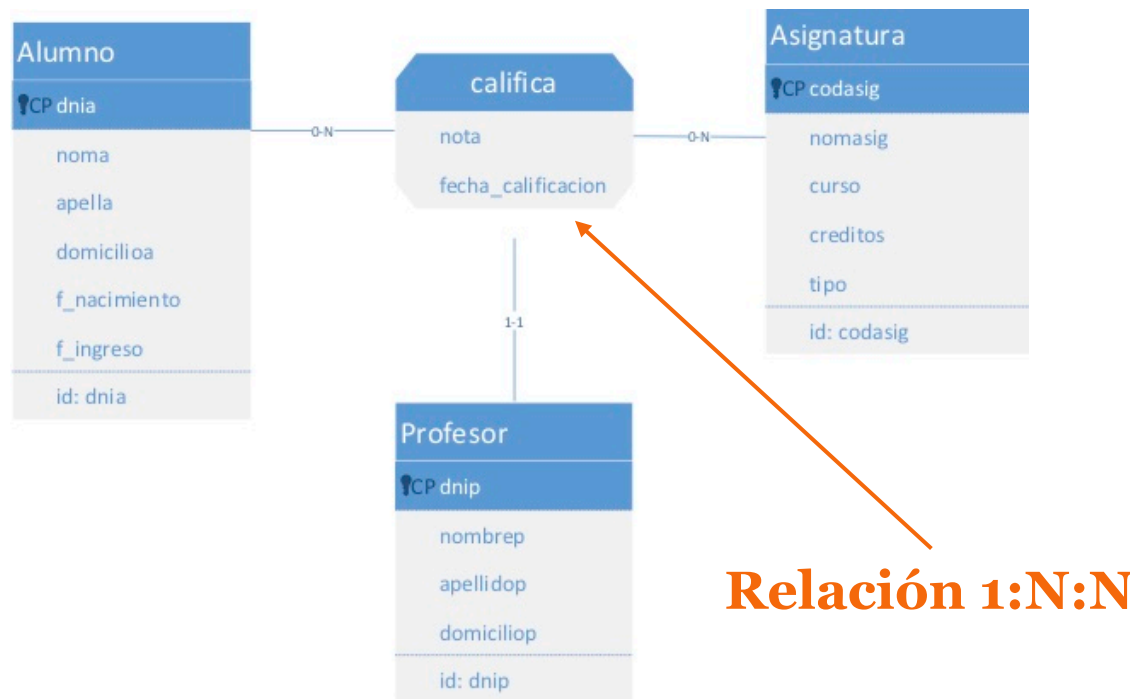 Alumno
CP dnia
noma
apella
domicilioa
f_nacimiento
f_ingreso
id: dnia
0-N
califica
nota
fecha_calificacion
0-N
Asignatura
CP codasig
nomasig
curso
creditos
tipo
id: codasig
1-1
Profesor
CP dnip
nombrep
apellidop
domiciliop
id: dnip
Relación 1:N:N